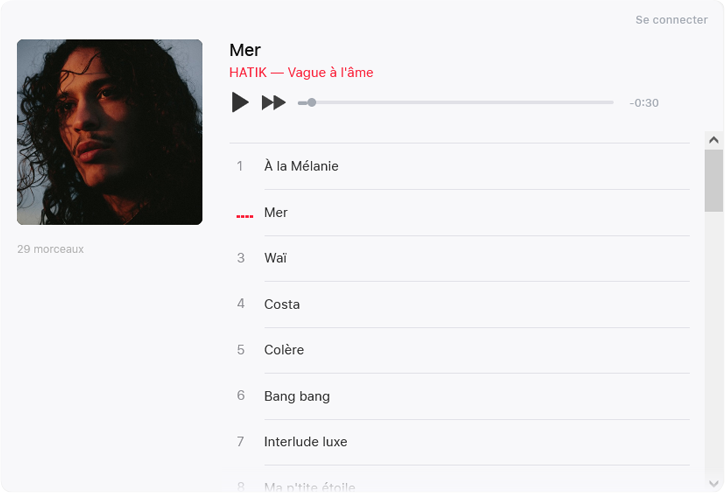 Se connecter
Mer
HATIK — Vague à l'âme
-0:30
29 morceaux
1 À la Mélanie
Mer
3 Waï
4 Costa
5 Colère
6 Bang bang
7 Interlude luxe
8 Ma p'tite étoile